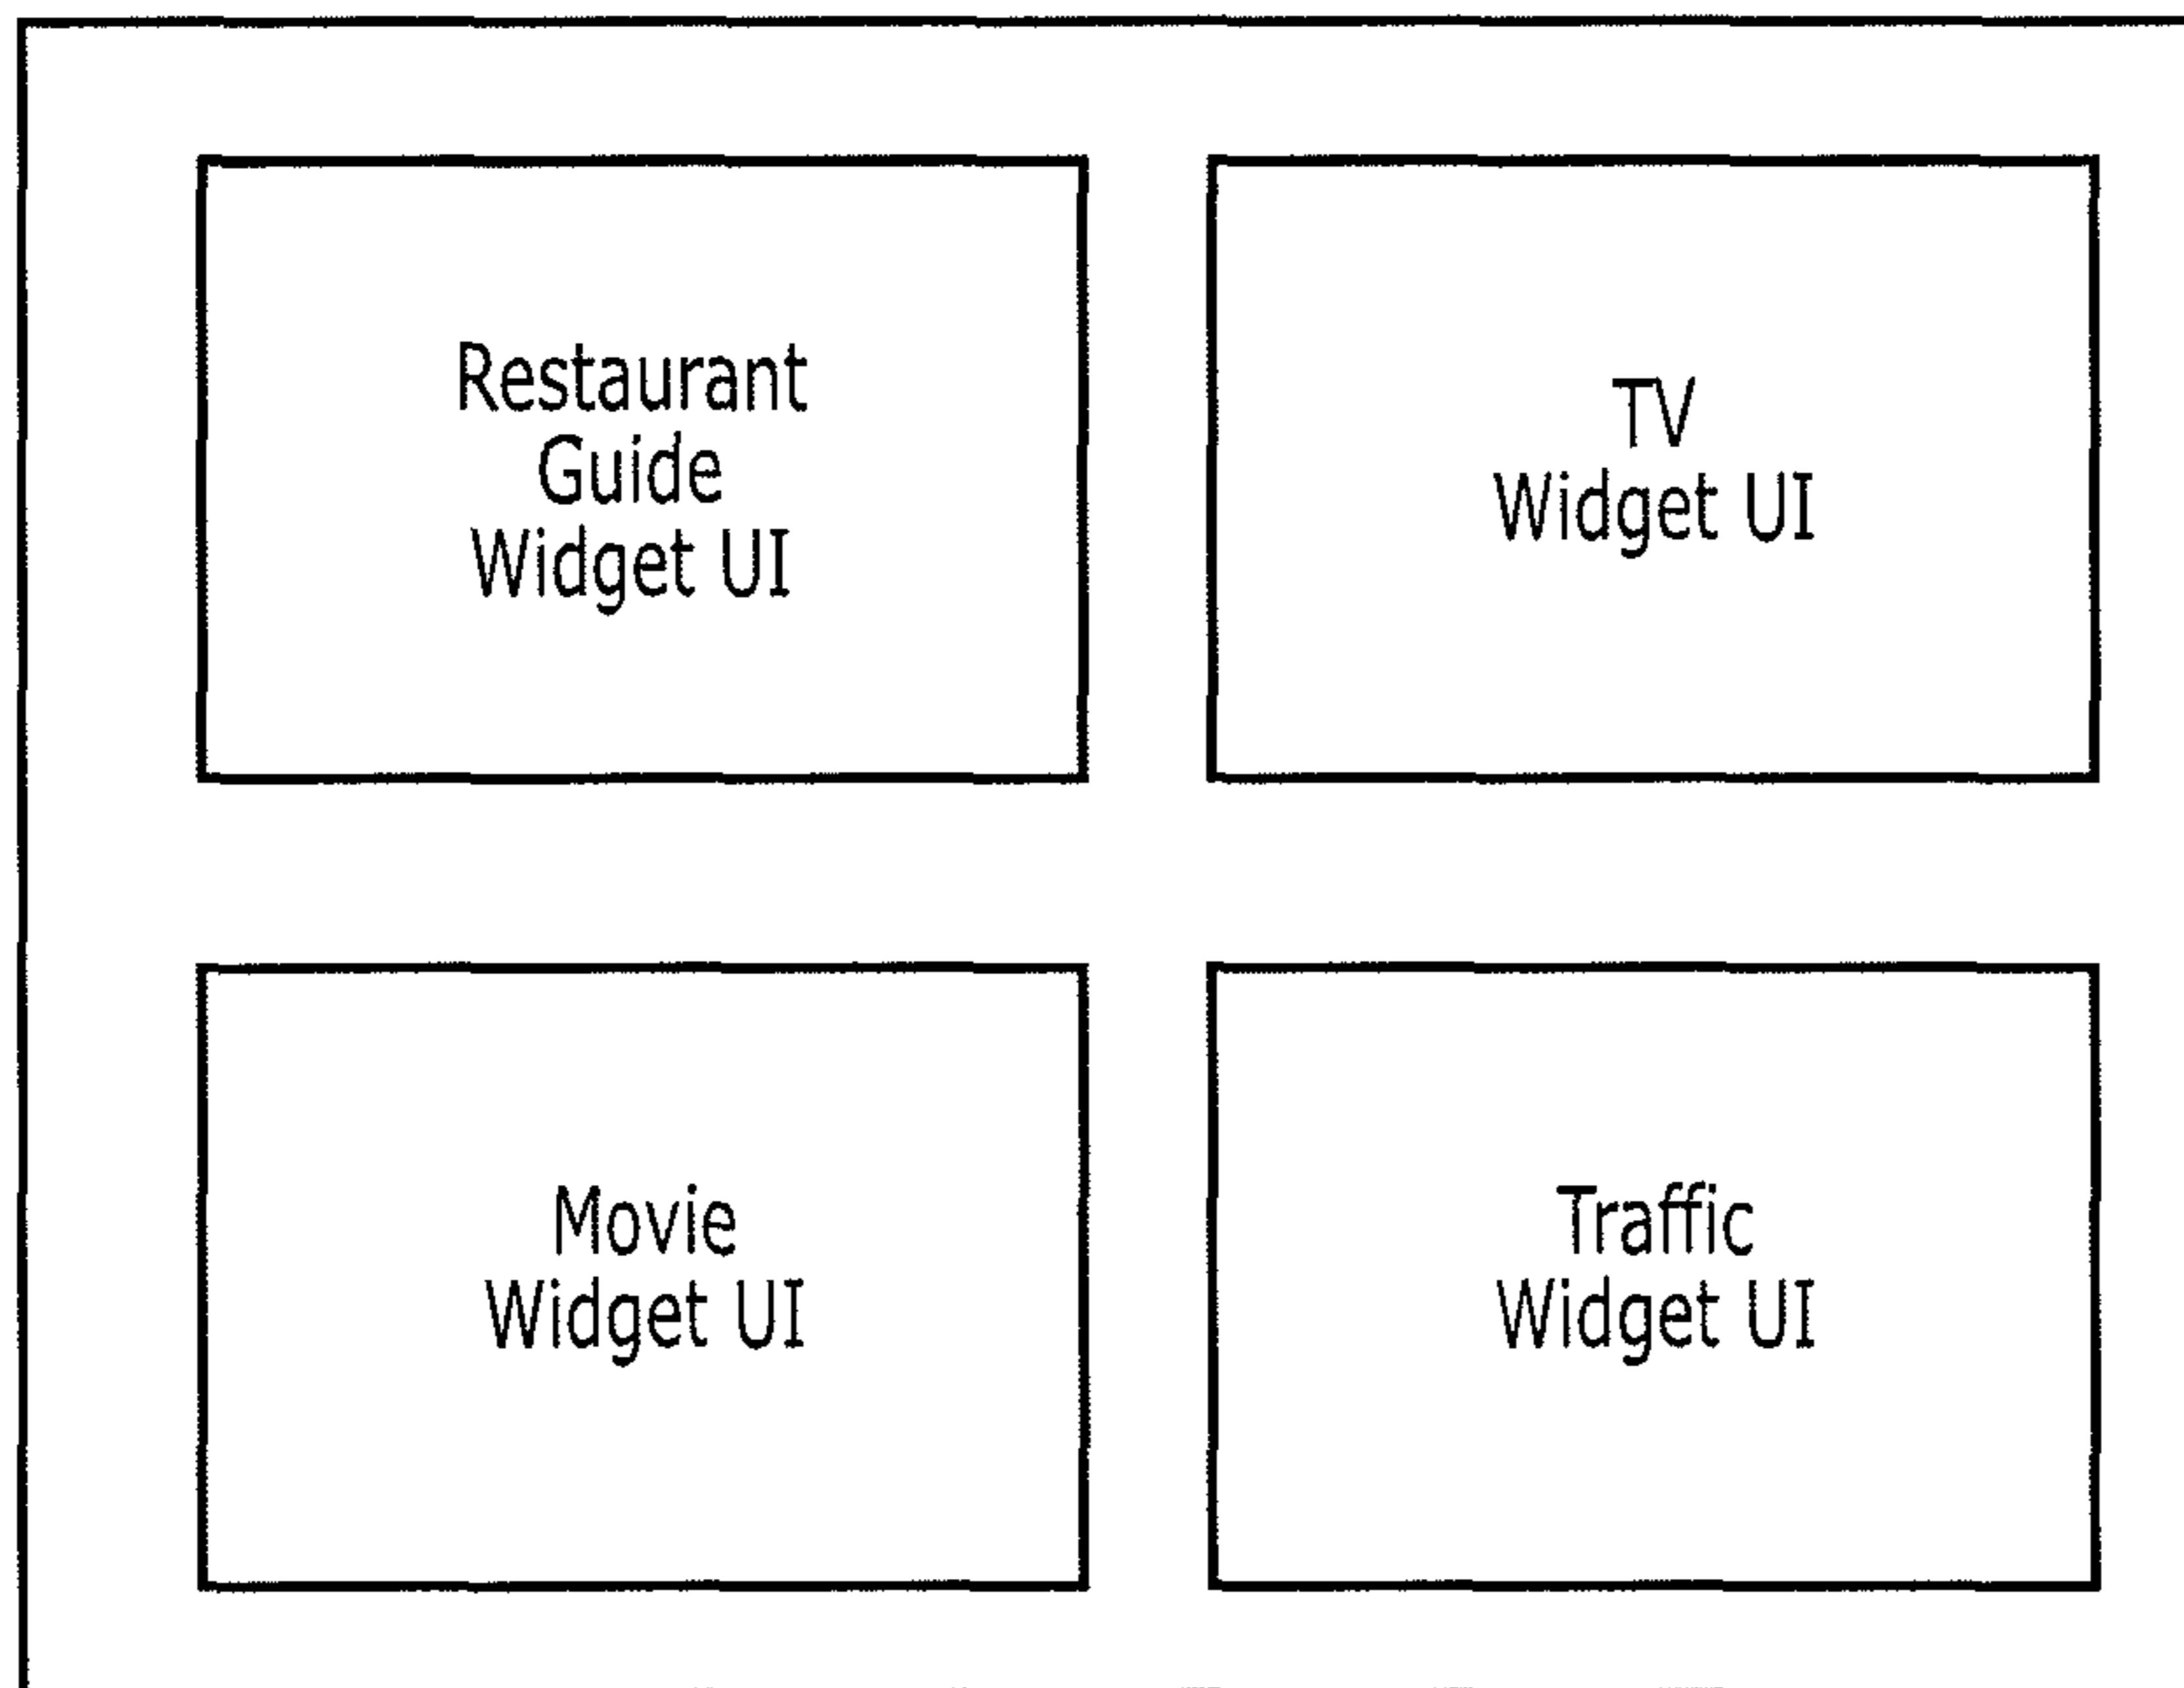 Restaurant
Guide
Widget UI
TV
Widget UI
Movie
Widget UI
Traffic
Widget UI